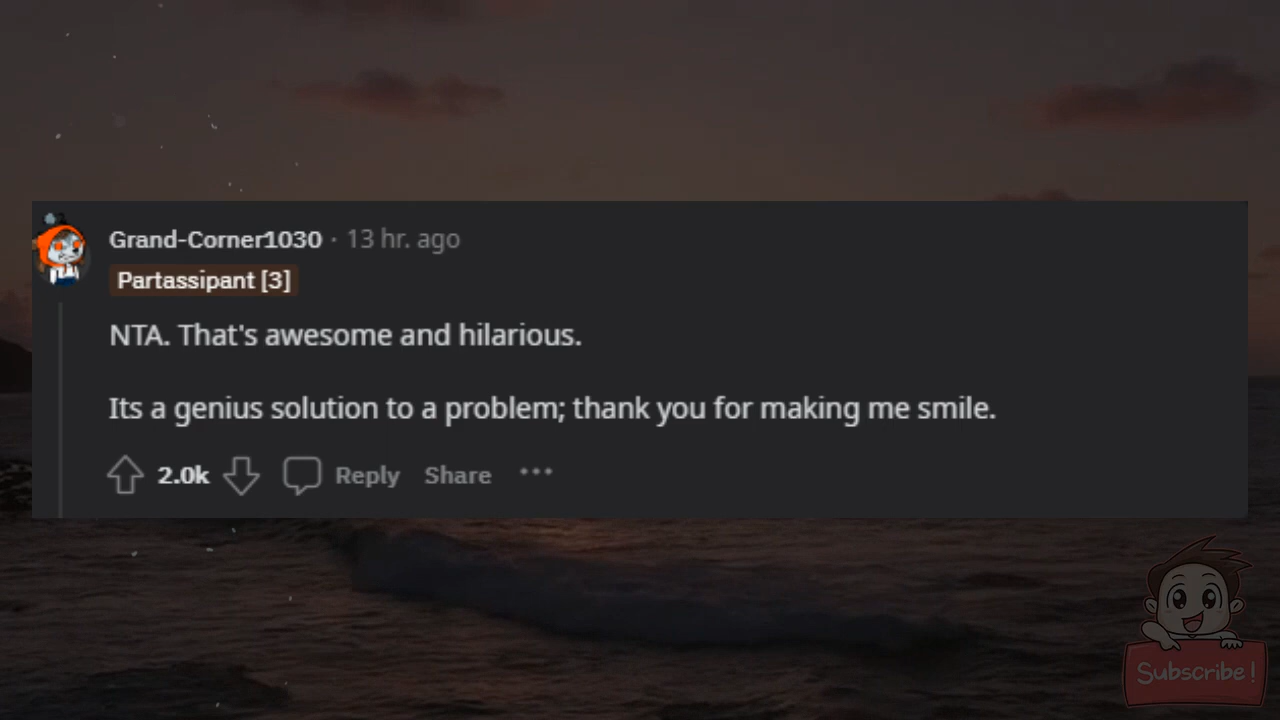 Grand-Corner1030 · 13 hr. ago
Partassipant [3]
NTA. That's awesome and hilarious.
Its a genius solution to a problem; thank you for making me smile.
2.0k Reply Share ...
Subscribe!